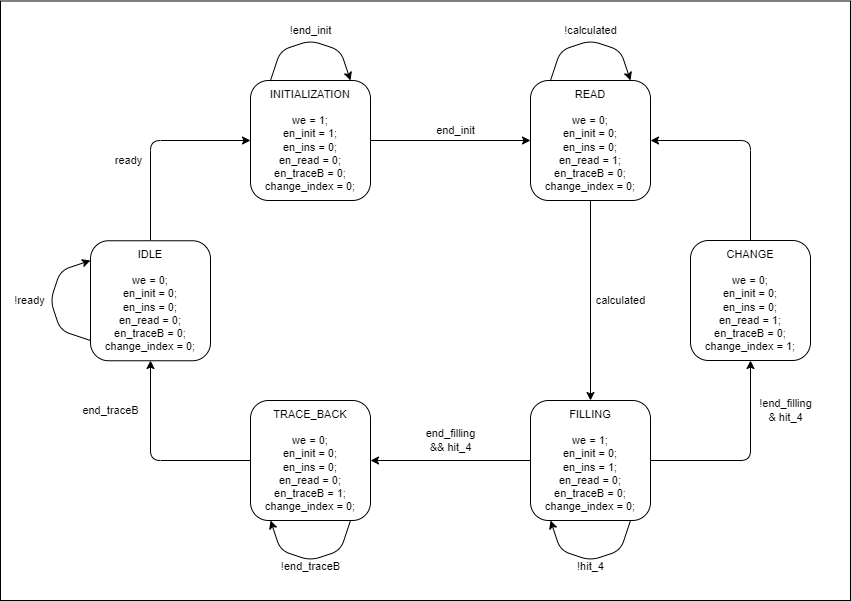 !end_init
!calculated
INITIALIZATION
we = 1;
en_init = 1;
en_ins = 0;
en_read = 0;
en_traceB = 0;
change_index = 0;
end_init
READ
we = 0;
en_init = 0;
en_ins = 0;
en_read = 1;
en_traceB = 0;
change_index = 0;
ready
IDLE
we = 0;
en_init = 0;
en_ins = 0;
en_read = 0;
en_traceB = 0;
change_index = 0;
!ready
calculated
CHANGE
we = 0;
en_init = 0;
en_ins = 0;
en_read = 1;
en_traceB = 0;
change_index = 1;
end_traceB
TRACE_BACK
we = 0;
en_init = 0;
en_ins = 0;
en_read = 0;
en_traceB = 1;
change_index = 0;
end_filling
&& hit_4
FILLING
we = 1;
en_init = 0;
en_ins = 1;
en_read = 0;
en_traceB = 0;
change_index = 0;
!end_filling
& hit_4
!end_traceB
!hit_4